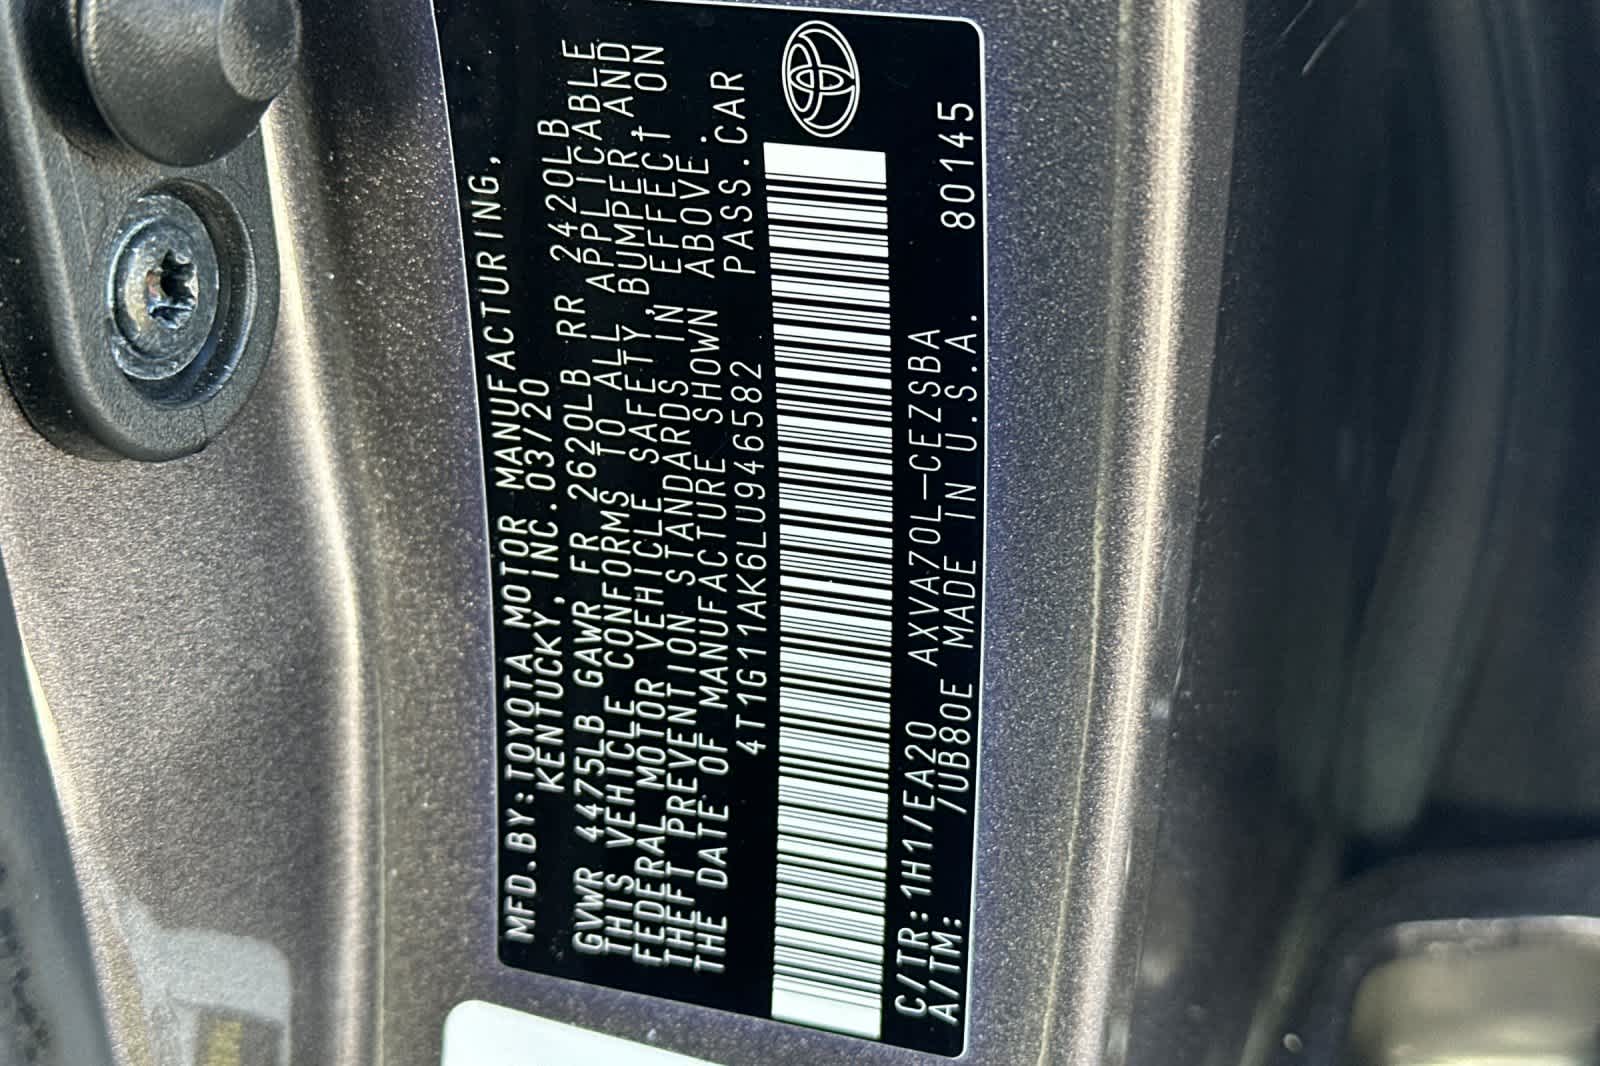 MFD.BY:TOYOTA MOTOR MANUFACTURING,
KENTUCKY,INC.03/20
GVWR 4475LB GAWR FR 2620LB RR 2420LB
THIS VEHICLE CONFORMS TO ALL APPLICABLE
FEDERAL MOTOR VEHICLE SAFETY,BUMPER,AND
THEFT PREVENTION STANDARDS IN EFFECT ON
THE DATE OF MANUFACTURE SHOWN ABOVE.
4T1G11AK6LU946582 PASS.CAR
C/TR:1H1/EA20 AXVA70L-CEZSBA 80145
A/TM: 7UB80E MADE IN U.S.A.